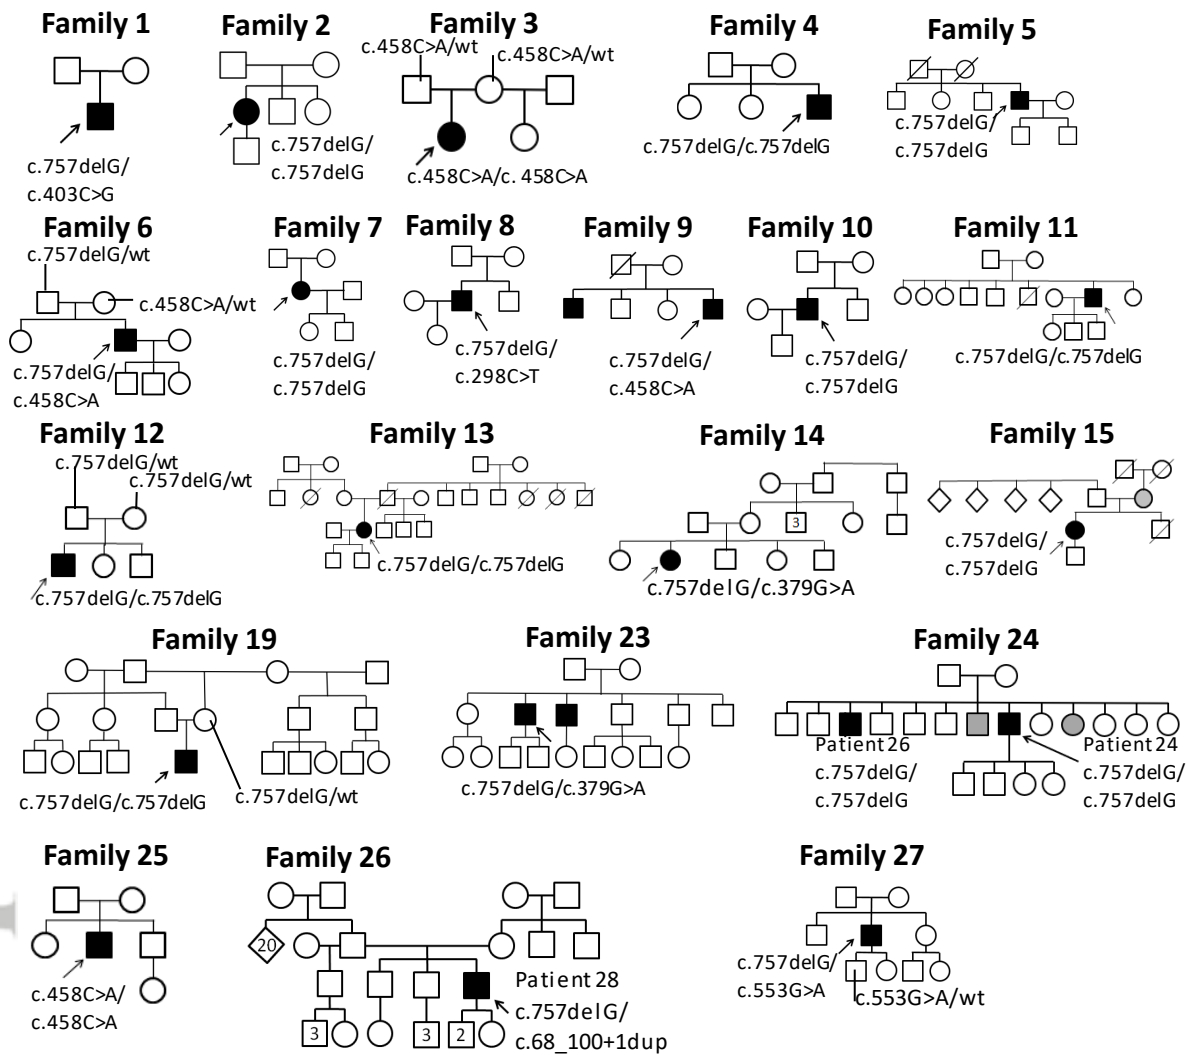 Family 1
Family 2
Family 3
Family 4
Family 5
c.458C>A/wt
c.458C>A/wt
c.757delG/
c.403C>G
c.757delG/
c.757delG
c.458C>A/c. 458C>A
c.757delG/c.757delG
c.757delG/
c.757delG
Family 6
Family 7
Family 8
Family 9
Family 10
Family 11
c.757delG/wt
c.458C>A/wt
c.757delG/
c.458C>A
c.757delG/
c.757delG
c.757delG/
c.298C>T
c.757delG/
c.458C>A
c.757delG/
c.757delG
c.757delG/c.757delG
Family 12
Family 13
Family 14
Family 15
c.757delG/wt
c.757delG/wt
c.757delG/c.757delG
c.757delG/c.757delG
3
c.757delG/c.379G>A
c.757delG/
c.757delG
Family 19
Family 23
Family 24
c.757delG/c.757delG
c.757delG/wt
c.757delG/c.379G>A
Patient 26
c.757delG/
c.757delG
Patient 24
c.757delG/
c.757delG
Family 25
Family 26
Family 27
c.458C>A/
c.458C>A
20
3
3
2
Patient 28
c.757delG/
c.68_100+1dup
c.757delG/
c.553G>A
c.553G>A/wt